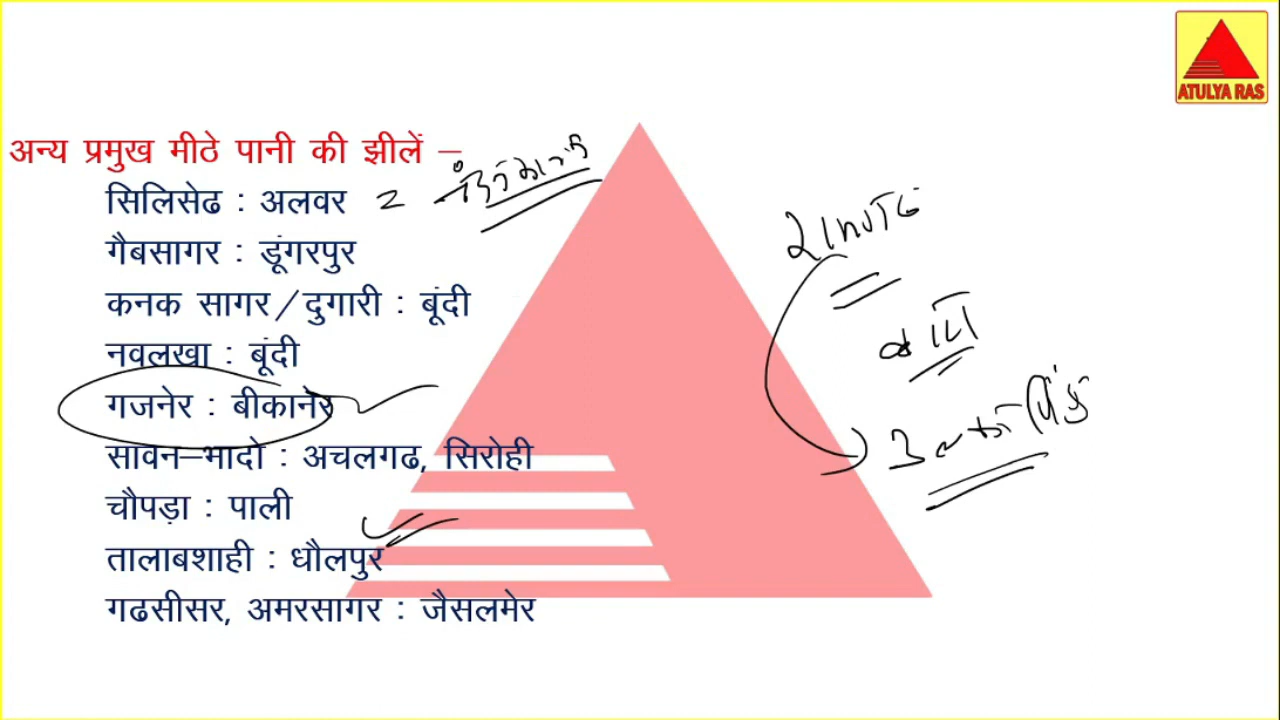 ATULYA RAS
अन्य प्रमुख मीठे पानी की झीलें –
सिलिसेढ : अलवर =
गैबसागर : डूंगरपुर
कनक सागर/दुगारी : बूंदी
नवलखा : बूंदी
गजनेर : बीकानेर
सावन–भादो : अचलगढ, सिरोही
चौपड़ा : पाली
तालाबशाही : धौलपुर
गढसीसर, अमरसागर : जैसलमेर